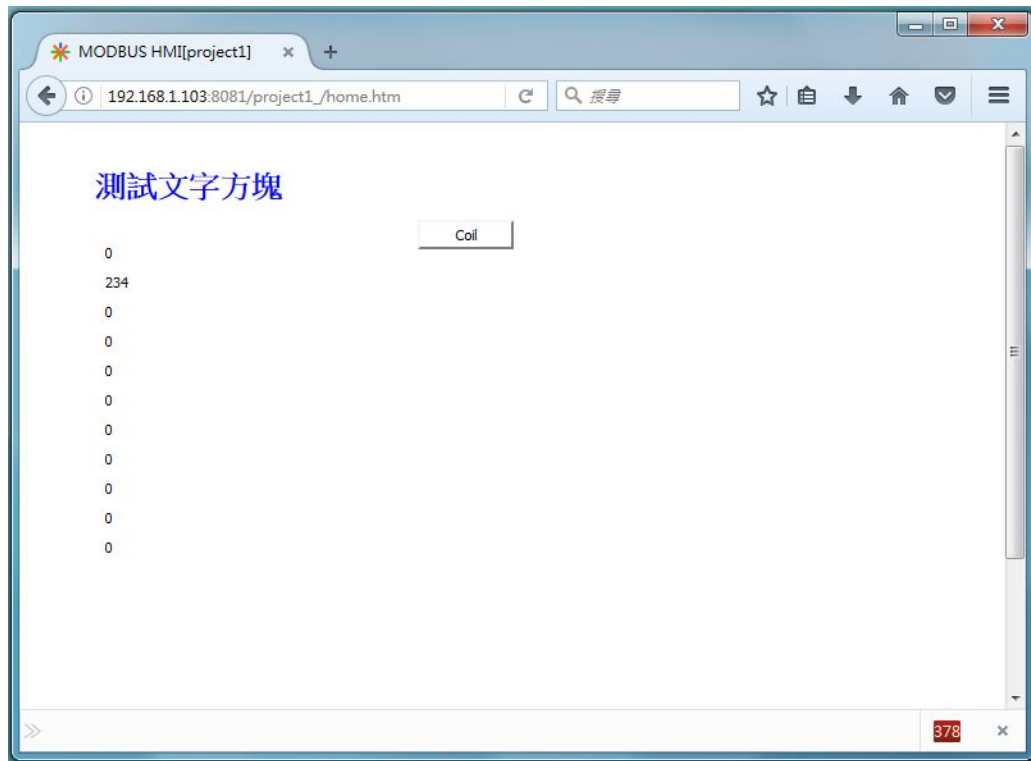 MODBUS HMI[project1]
192.168.1.103:8081/project1_/home.htm
搜尋
測試文字方塊
Coil
0
234
0
0
0
0
0
0
0
0
0
378